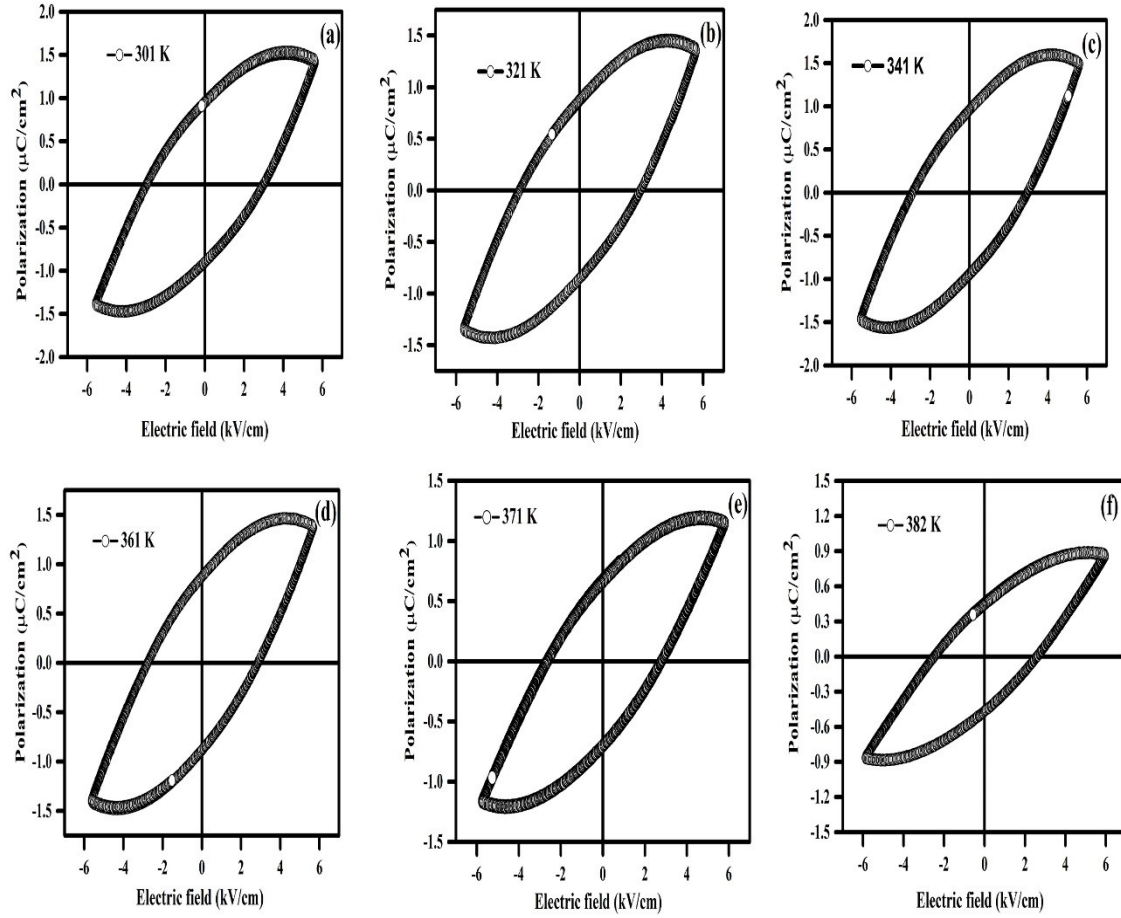 (a)
301 K
Polarization (μC/cm²)
2.0
1.5
1.0
0.5
0.0
-0.5
-1.0
-1.5
2.0
-6 -4 -2 0 2 4 6
Electric field (kV/cm)
(b)
321 K
Polarization (μC/cm²)
1.5
1.0
0.5
0.0
-0.5
-1.0
-1.5
-6 -4 -2 0 2 4 6
Electric field (kV/cm)
(c)
341 K
Polarization (μC/cm²)
2.0
1.5
1.0
0.5
0.0
-0.5
-1.0
-1.5
2.0
-6 -4 -2 0 2 4 6
Electric field (kV/cm)
(d)
361 K
Polarization (μC/cm²)
1.5
1.0
0.5
0.0
-0.5
-1.0
-1.5
-6 -4 -2 0 2 4 6
Electric field (kV/cm)
(e)
371 K
Polarization (μC/cm²)
1.5
1.0
0.5
0.0
-0.5
-1.0
-1.5
-6 -4 -2 0 2 4 6
Electric field (kV/cm)
(f)
382 K
Polarization (μC/cm²)
1.5
1.2
0.9
0.6
0.3
0.0
-0.3
-0.6
-0.9
-1.2
-1.5
-6 -4 -2 0 2 4 6
Electric field (kV/cm)